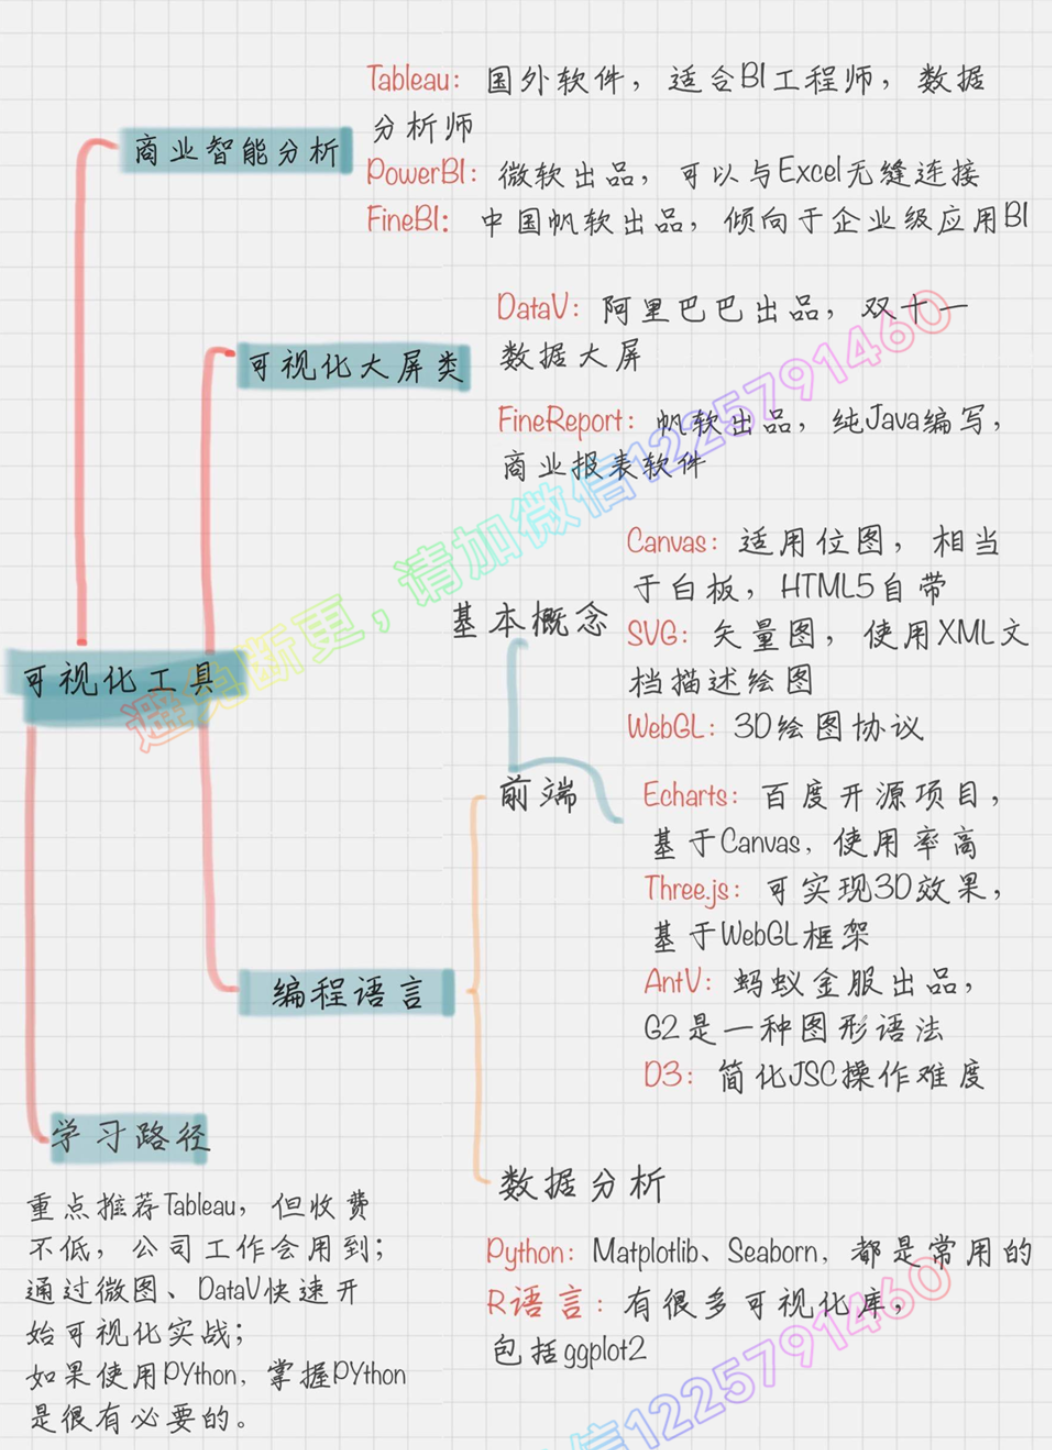 Tableau: 国外软件，适合BI工程师，数据
分析师
商业智能分析
PowerBI: 微软出品，可以与Excel无缝连接
FineBI: 中国帆软出品，倾向于企业级应用BI
DataV: 阿里巴巴出品，双十一
数据大屏
可视化大屏类
FineReport: 帆软出品，纯Java编写，
商业报表软件
Canvas: 适用位图，相当
于白板，HTML5自带
基本概念
SVG: 矢量图，使用XML文
档描述绘图
WebGL: 3D绘图协议
可视化工具
避免断更，请加微信1225791460
前端
Echarts: 百度开源项目，
基于Canvas，使用率高
Three.js: 可实现3D效果，
基于WebGL框架
AntV: 蚂蚁金服出品，
G2是一种图形语法
D3: 简化JSC操作难度
编程语言
学习路径
重点推荐Tableau，但收费
不低，公司工作会用到；
通过微图、DataV快速开
始可视化实战；
如果使用PYthon，掌握PYthon
是很有必要的。
数据分析
Python: Matplotlib、Seaborn，都是常用的
R语言：有很多可视化库，
包括ggplot2
信1225791460